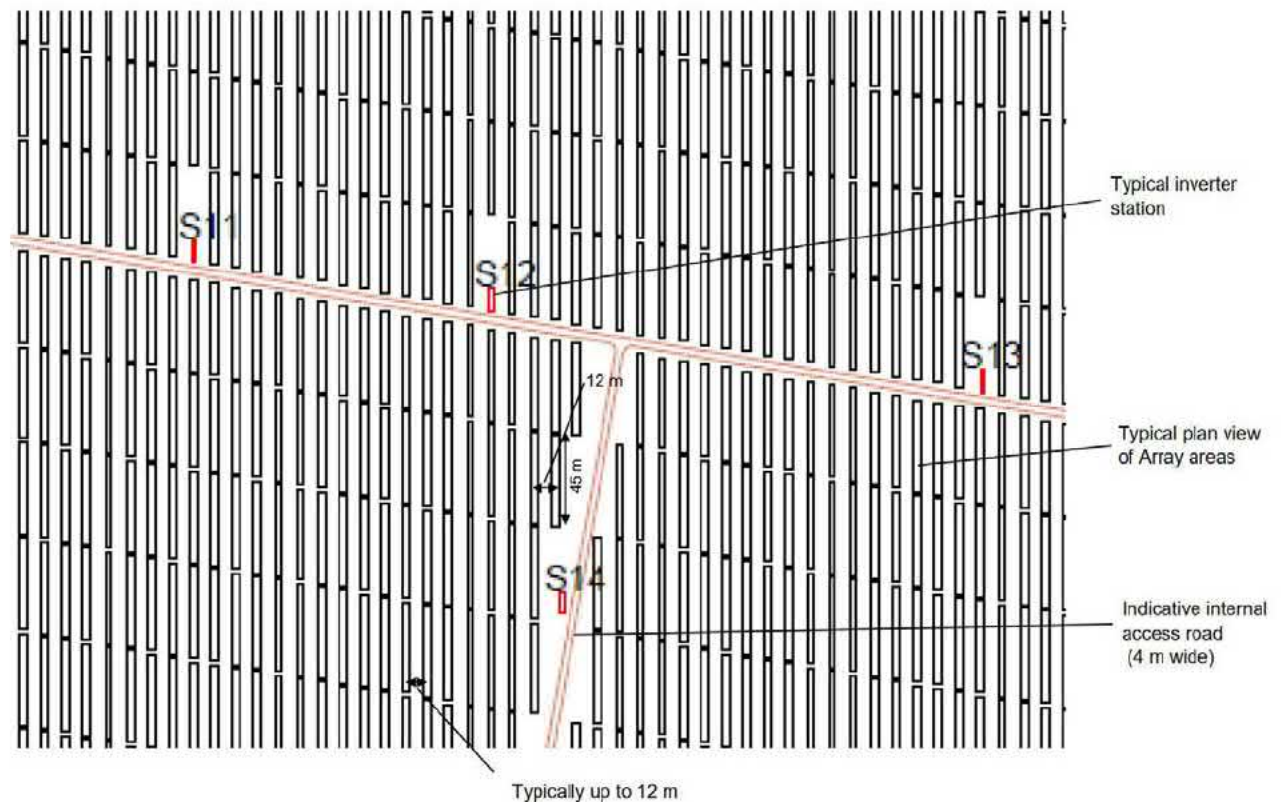 Typical inverter
station
S11
S12
S13
12 m
Typical plan view
of Array areas
45 m
S14
Indicative internal
access road
(4 m wide)
Typically up to 12 m